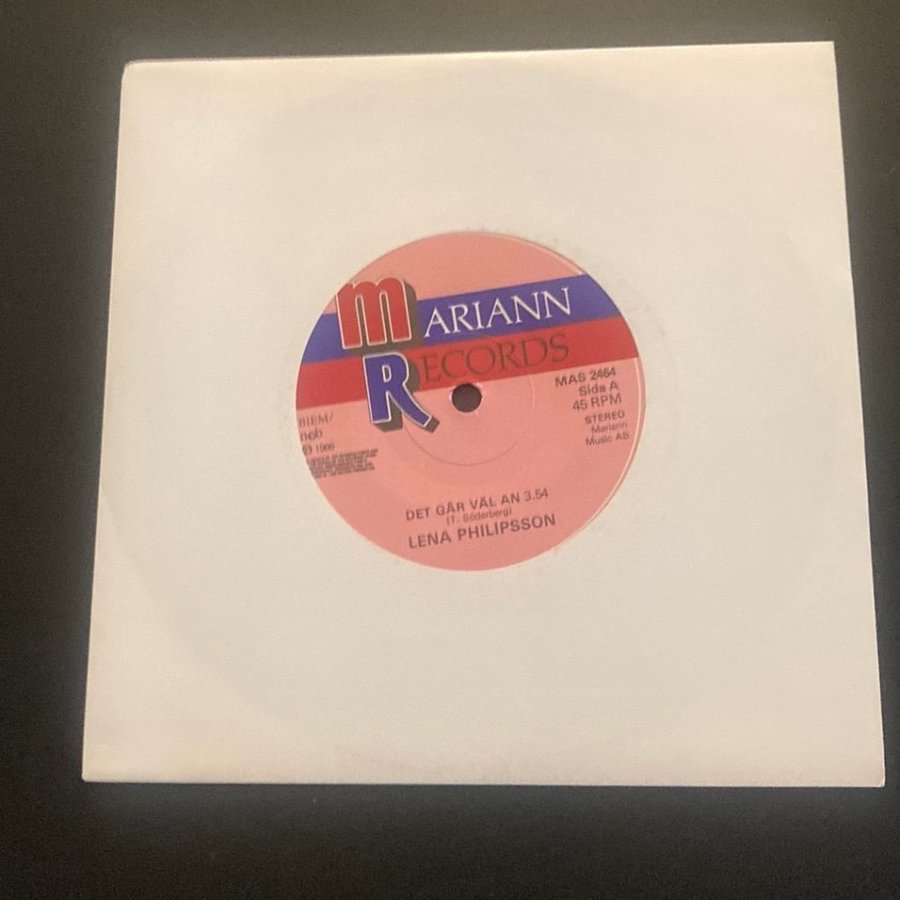 MARIANN
RECORDS
MAS 2464
Sida A
45 RPM
STEREO
Mariann
Music AB
BIEM/
ncb
Ⓟ 1986
DET GÅR VÄL AN 3.54
(T. Söderberg)
LENA PHILIPSSON